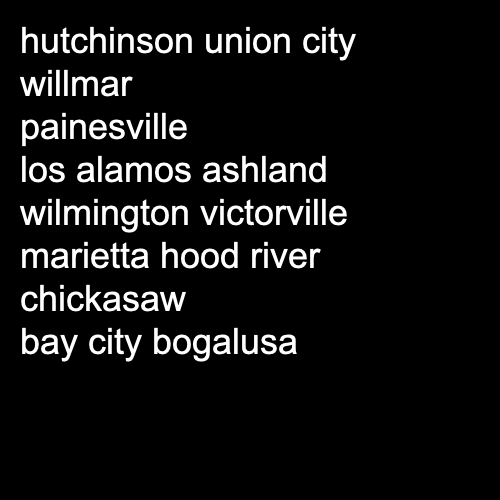 hutchinson union city
willmar
painesville
los alamos ashland
wilmington victorville
marietta hood river
chickasaw
bay city bogalusa